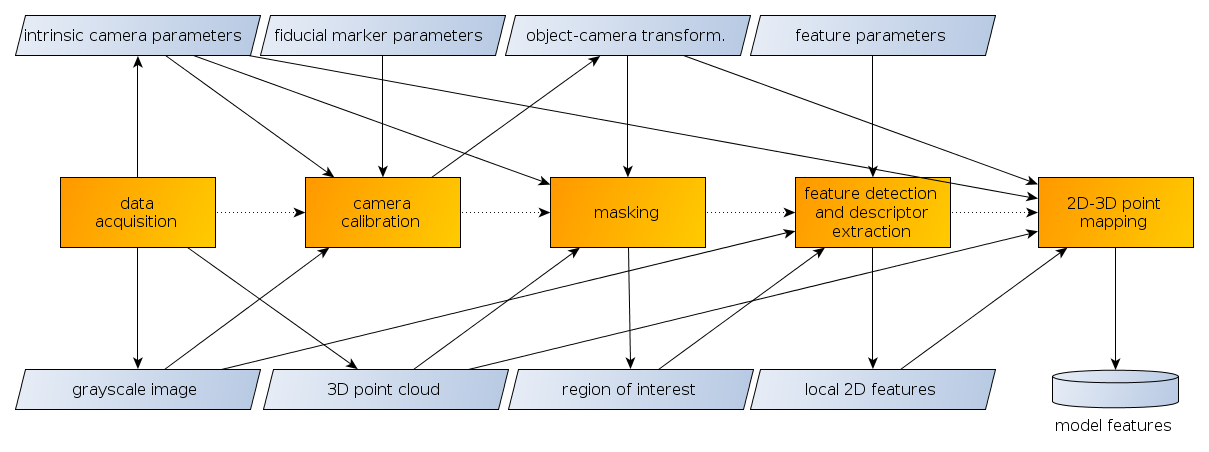 intrinsic camera parameters
fiducial marker parameters
object-camera transform.
feature parameters
data
acquisition
camera
calibration
masking
feature detection
and descriptor
extraction
2D-3D point
mapping
grayscale image
3D point cloud
region of interest
local 2D features
model features